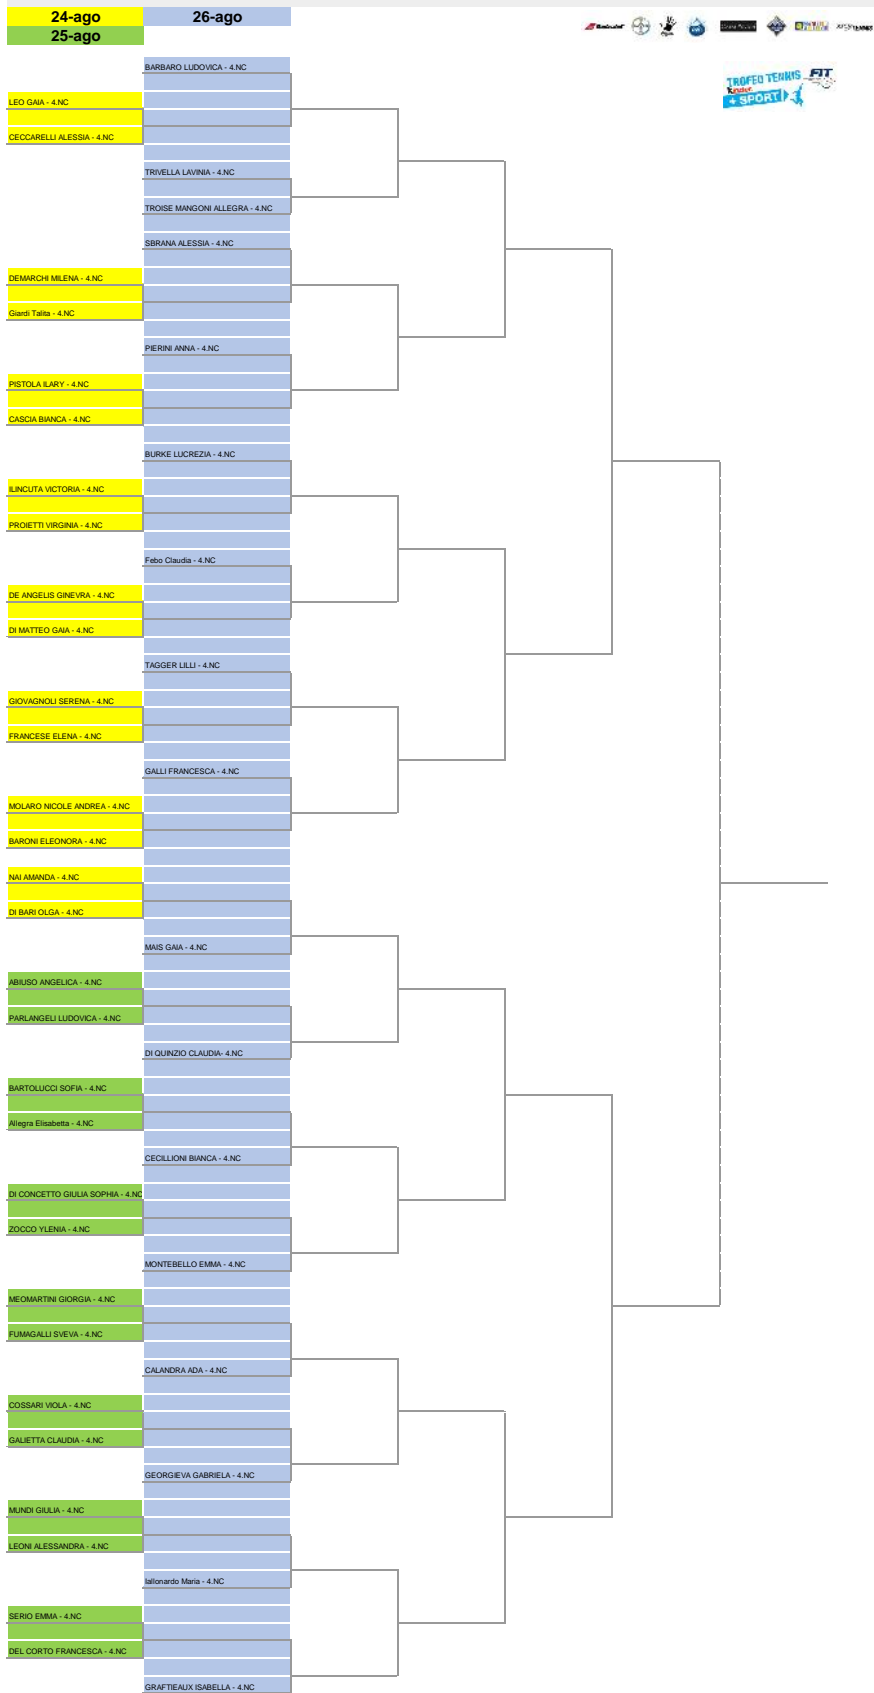 24-ago 26-ago
25-ago
Babolat
TROFEO TENNIS FIT
Kinder
+ SPORT
BARBARO LUDOVICA - 4.NC
LEO GAIA - 4.NC
CECCARELLI ALESSIA - 4.NC
TRIVELLA LAVINIA - 4.NC
TROISE MANGONI ALLEGRA - 4.NC
SBRANA ALESSIA - 4.NC
DEMARCHI MILENA - 4.NC
Giardi Talita - 4.NC
PIERINI ANNA - 4.NC
PISTOLA ILARY - 4.NC
CASCIA BIANCA - 4.NC
BURKE LUCREZIA - 4.NC
ILINCUTA VICTORIA - 4.NC
PROIETTI VIRGINIA - 4.NC
Febo Claudia - 4.NC
DE ANGELIS GINEVRA - 4.NC
DI MATTEO GAIA - 4.NC
TAGGER LILLI - 4.NC
GIOVAGNOLI SERENA - 4.NC
FRANCESE ELENA - 4.NC
GALLI FRANCESCA - 4.NC
MOLARO NICOLE ANDREA - 4.NC
BARONI ELEONORA - 4.NC
NAI AMANDA - 4.NC
DI BARI OLGA - 4.NC
MAIS GAIA - 4.NC
ABIUSO ANGELICA - 4.NC
PARLANGELI LUDOVICA - 4.NC
DI QUINZIO CLAUDIA- 4.NC
BARTOLUCCI SOFIA - 4.NC
Allegra Elisabetta - 4.NC
CECILLIONI BIANCA - 4.NC
DI CONCETTO GIULIA SOPHIA - 4.NC
ZOCCO YLENIA - 4.NC
MONTEBELLO EMMA - 4.NC
MEOMARTINI GIORGIA - 4.NC
FUMAGALLI SVEVA - 4.NC
CALANDRA ADA - 4.NC
COSSARI VIOLA - 4.NC
GALIETTA CLAUDIA - 4.NC
GEORGIEVA GABRIELA - 4.NC
MUNDI GIULIA - 4.NC
LEONI ALESSANDRA - 4.NC
Iallonardo Maria - 4.NC
SERIO EMMA - 4.NC
DEL CORTO FRANCESCA - 4.NC
GRAFTIEAUX ISABELLA - 4.NC